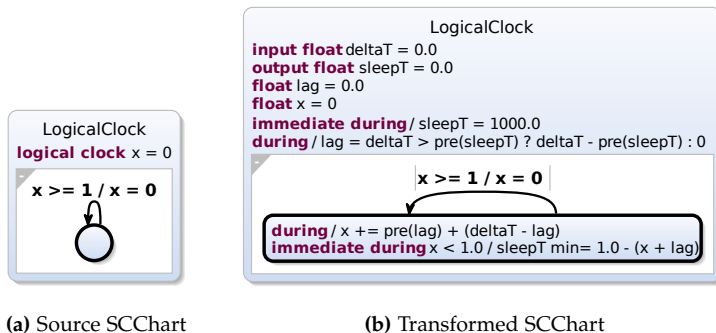 LogicalClock
logical clock x = 0
-
x >= 1 / x = 0
(a) Source SCChart
LogicalClock
input float deltaT = 0.0
output float sleepT = 0.0
float lag = 0.0
float x = 0
immediate during / sleepT = 1000.0
during / lag = deltaT > pre(sleepT) ? deltaT - pre(sleepT) : 0
-
x >= 1 / x = 0
during / x += pre(lag) + (deltaT - lag)
immediate during x < 1.0 / sleepT min= 1.0 - (x + lag)
(b) Transformed SCChart